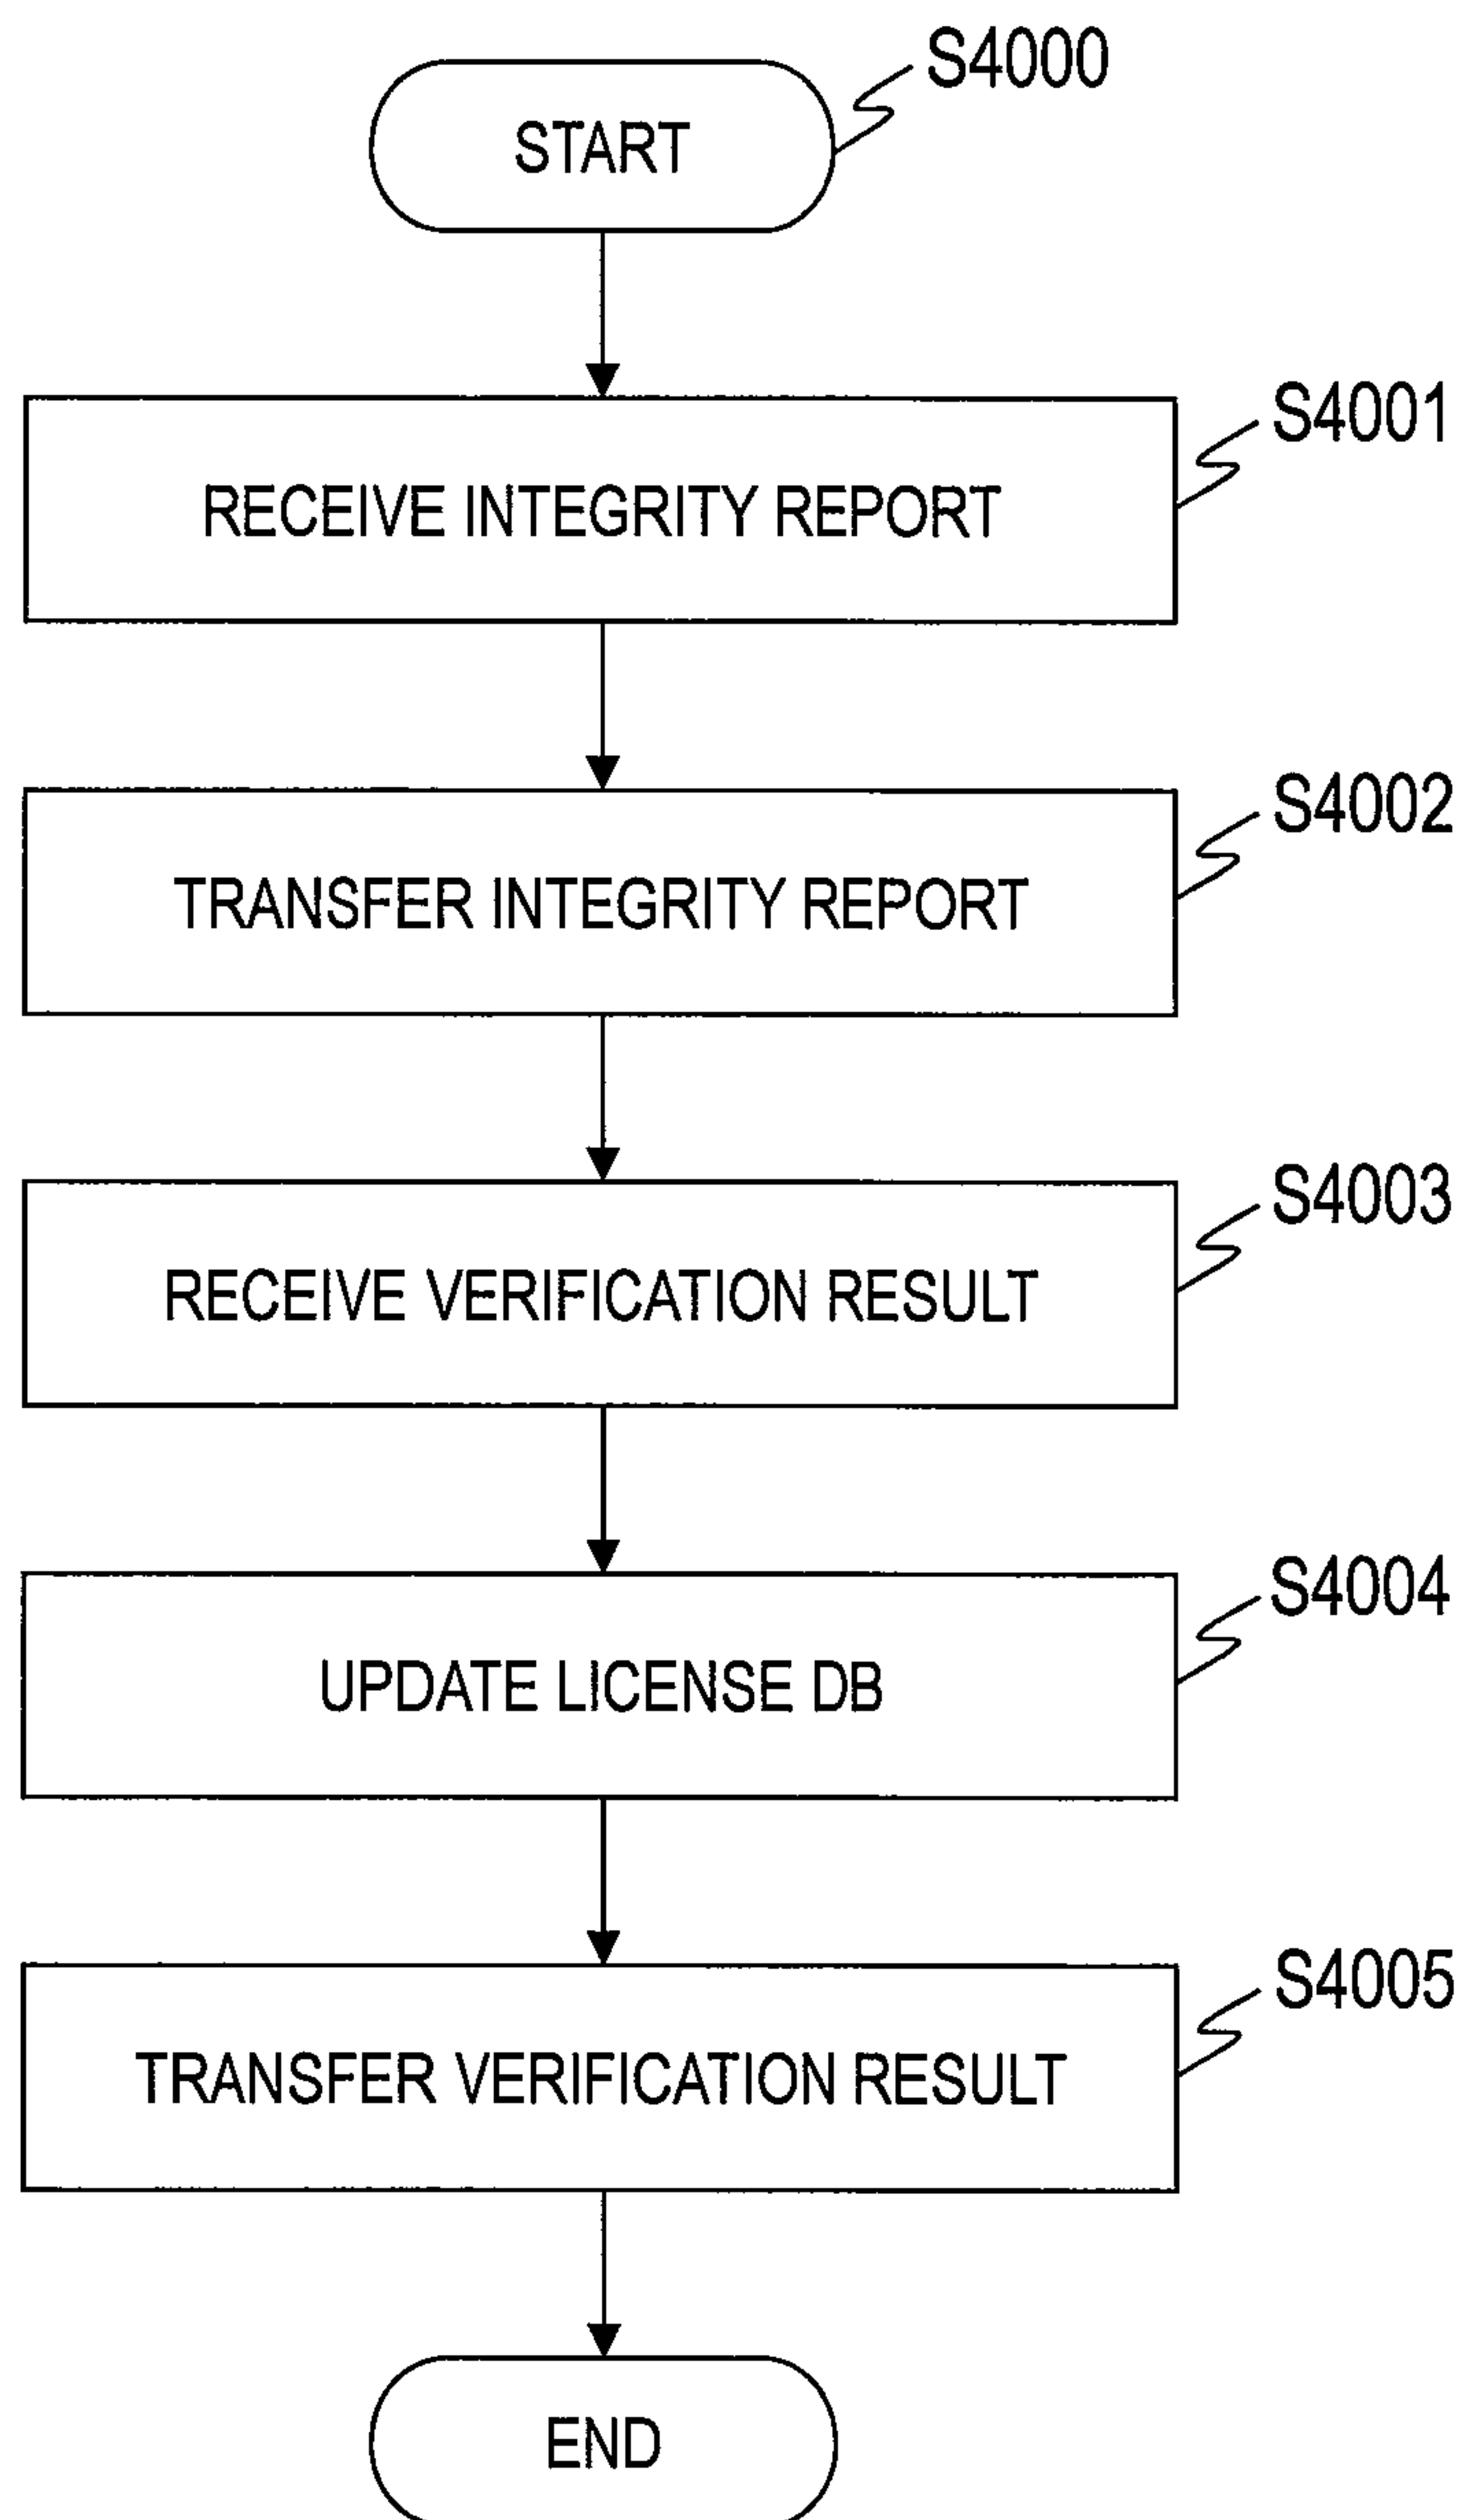 START
S4000
RECEIVE INTEGRITY REPORT
S4001
TRANSFER INTEGRITY REPORT
S4002
RECEIVE VERIFICATION RESULT
S4003
UPDATE LICENSE DB
S4004
TRANSFER VERIFICATION RESULT
S4005
END